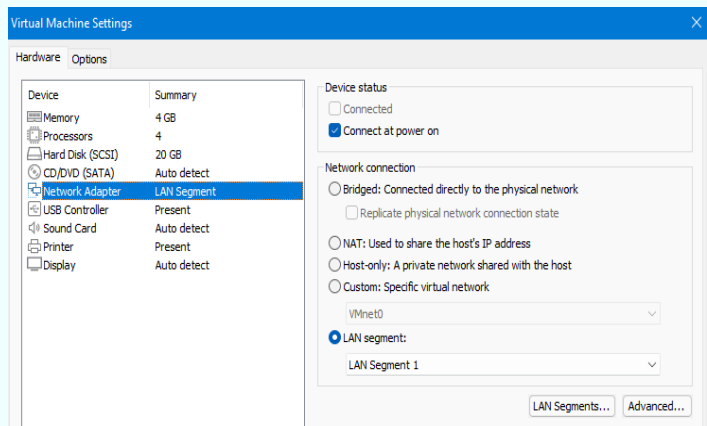 Virtual Machine Settings
Hardware Options
Device Summary
Memory 4 GB
Processors 4
Hard Disk (SCSI) 20 GB
CD/DVD (SATA) Auto detect
Network Adapter LAN Segment
USB Controller Present
Sound Card Auto detect
Printer Present
Display Auto detect
Device status
Connected
Connect at power on
Network connection
Bridged: Connected directly to the physical network
Replicate physical network connection state
NAT: Used to share the host's IP address
Host-only: A private network shared with the host
Custom: Specific virtual network
VMnet0
LAN segment:
LAN Segment 1
LAN Segments... Advanced...